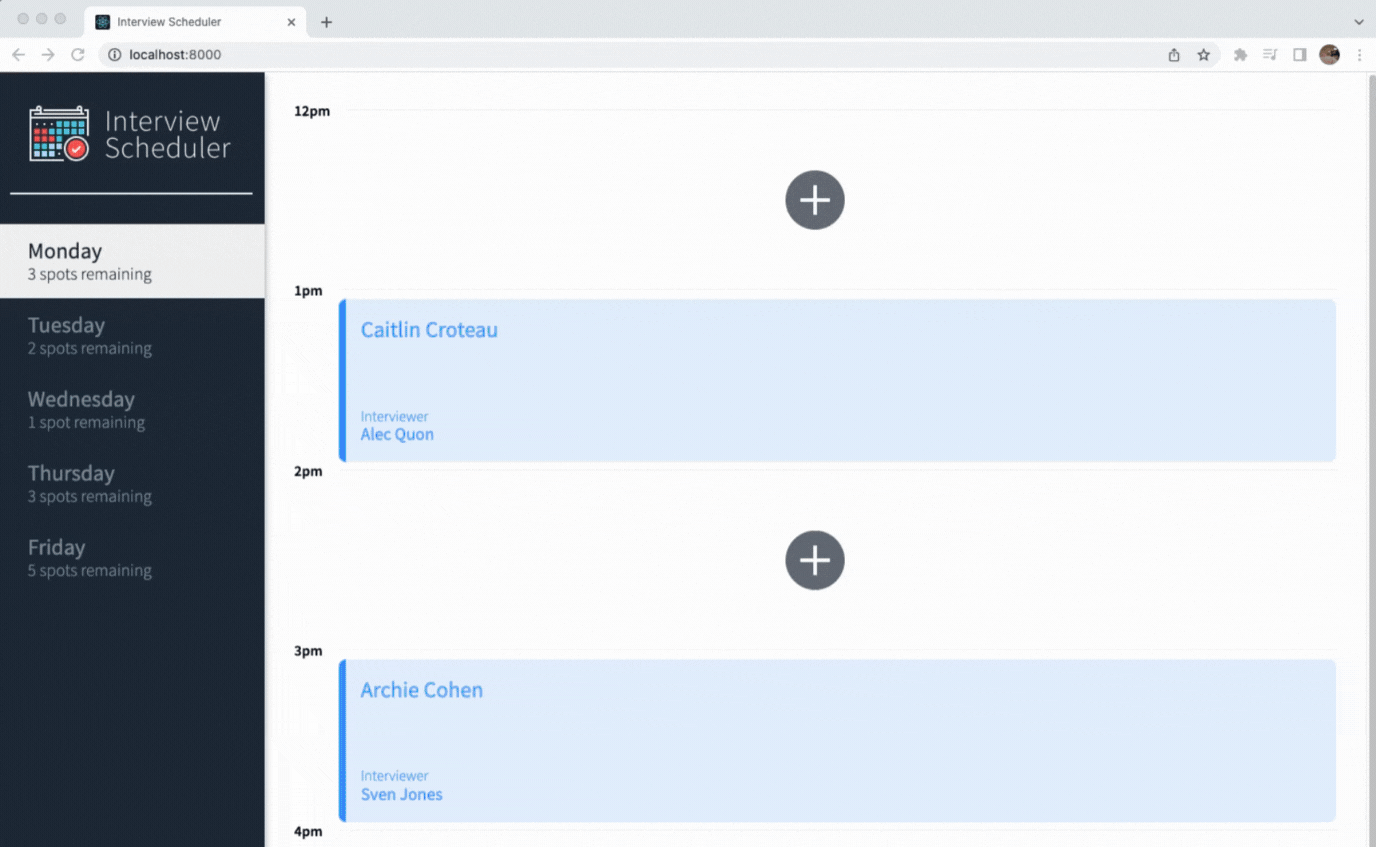 Interview Scheduler
localhost:8000
Interview
Scheduler
Monday
3 spots remaining
Tuesday
2 spots remaining
Wednesday
1 spot remaining
Thursday
3 spots remaining
Friday
5 spots remaining
12pm
1pm
Caitlin Croteau
Interviewer
Alec Quon
2pm
3pm
Archie Cohen
Interviewer
Sven Jones
4pm